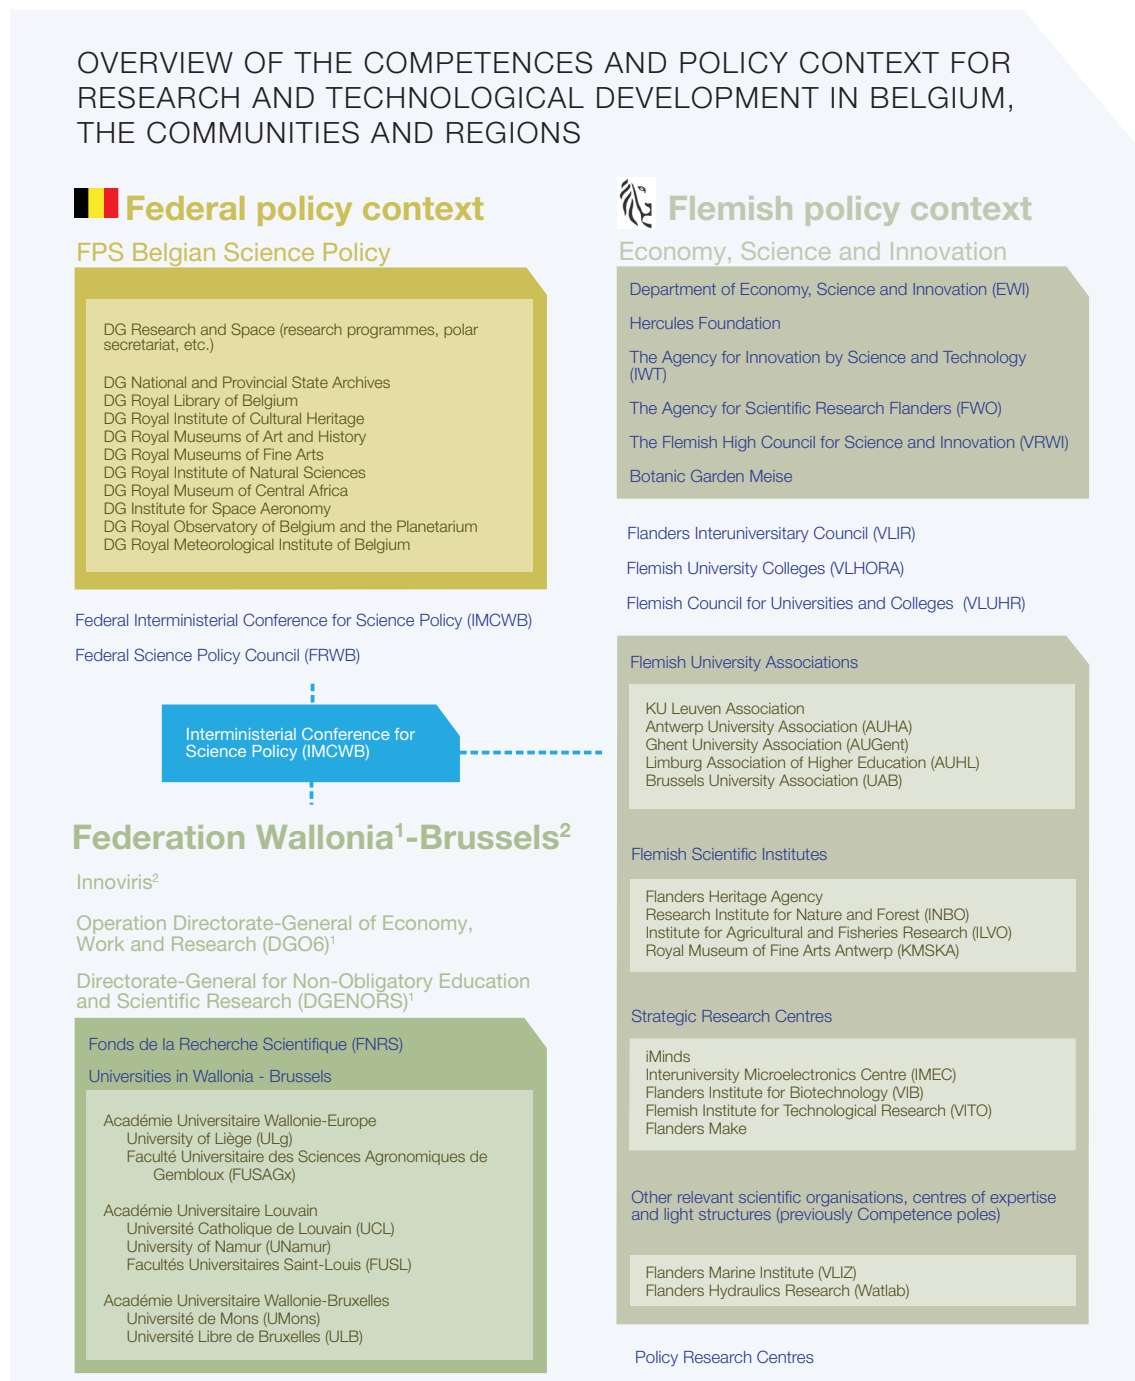 OVERVIEW OF THE COMPETENCES AND POLICY CONTEXT FOR
RESEARCH AND TECHNOLOGICAL DEVELOPMENT IN BELGIUM,
THE COMMUNITIES AND REGIONS
Federal policy context
FPS Belgian Science Policy
DG Research and Space (research programmes, polar
secretariat, etc.)
DG National and Provincial State Archives
DG Royal Library of Belgium
DG Royal Institute of Cultural Heritage
DG Royal Museums of Art and History
DG Royal Museums of Fine Arts
DG Royal Institute of Natural Sciences
DG Royal Museum of Central Africa
DG Institute for Space Aeronomy
DG Royal Observatory of Belgium and the Planetarium
DG Royal Meteorological Institute of Belgium
Federal Interministerial Conference for Science Policy (IMCWB)
Federal Science Policy Council (FRWB)
Interministerial Conference for
Science Policy (IMCWB)
Federation Wallonia¹-Brussels²
Innoviris²
Operation Directorate-General of Economy,
Work and Research (DGO6)¹
Directorate-General for Non-Obligatory Education
and Scientific Research (DGENORS)¹
Fonds de la Recherche Scientifique (FNRS)
Universities in Wallonia - Brussels
Académie Universitaire Wallonie-Europe
University of Liège (ULg)
Faculté Universitaire des Sciences Agronomiques de
Gembloux (FUSAGx)
Académie Universitaire Louvain
Université Catholique de Louvain (UCL)
University of Namur (UNamur)
Facultés Universitaires Saint-Louis (FUSL)
Académie Universitaire Wallonie-Bruxelles
Université de Mons (UMons)
Université Libre de Bruxelles (ULB)
Flemish policy context
Economy, Science and Innovation
Department of Economy, Science and Innovation (EWI)
Hercules Foundation
The Agency for Innovation by Science and Technology
(IWT)
The Agency for Scientific Research Flanders (FWO)
The Flemish High Council for Science and Innovation (VRWI)
Botanic Garden Meise
Flanders Interuniversitary Council (VLIR)
Flemish University Colleges (VLHORA)
Flemish Council for Universities and Colleges (VLUHR)
Flemish University Associations
KU Leuven Association
Antwerp University Association (AUHA)
Ghent University Association (AUGent)
Limburg Association of Higher Education (AUHL)
Brussels University Association (UAB)
Flemish Scientific Institutes
Flanders Heritage Agency
Research Institute for Nature and Forest (INBO)
Institute for Agricultural and Fisheries Research (ILVO)
Royal Museum of Fine Arts Antwerp (KMSKA)
Strategic Research Centres
iMinds
Interuniversity Microelectronics Centre (IMEC)
Flanders Institute for Biotechnology (VIB)
Flemish Institute for Technological Research (VITO)
Flanders Make
Other relevant scientific organisations, centres of expertise
and light structures (previously Competence poles)
Flanders Marine Institute (VLIZ)
Flanders Hydraulics Research (Watlab)
Policy Research Centres